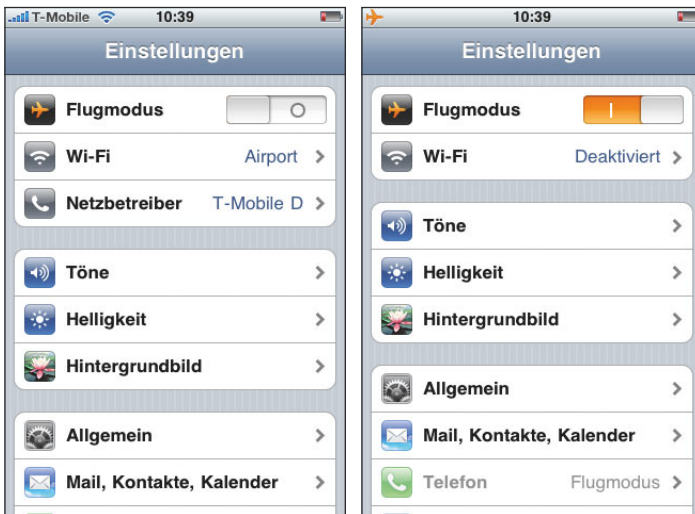 T-Mobile 10:39
Einstellungen
Flugmodus
Wi-Fi Airport
Netzbetreiber T-Mobile D
Töne
Helligkeit
Hintergrundbild
Allgemein
Mail, Kontakte, Kalender
10:39
Einstellungen
Flugmodus
Wi-Fi Deaktiviert
Töne
Helligkeit
Hintergrundbild
Allgemein
Mail, Kontakte, Kalender
Telefon Flugmodus